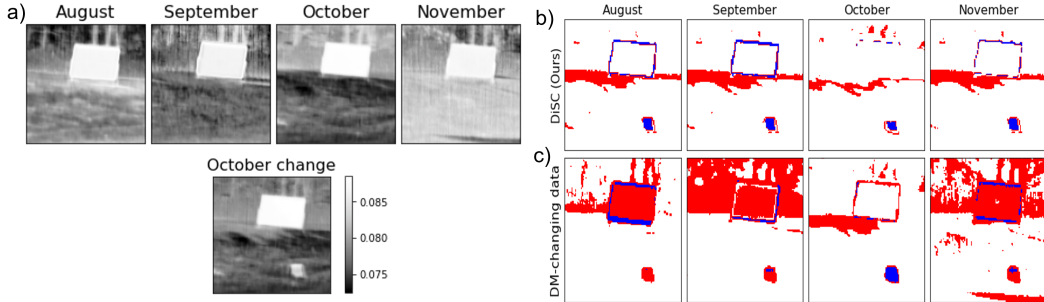 a)
August September October November
October change
0.085
0.080
0.075
b)
August September October November
DiSC (Ours)
c)
DM-changing data